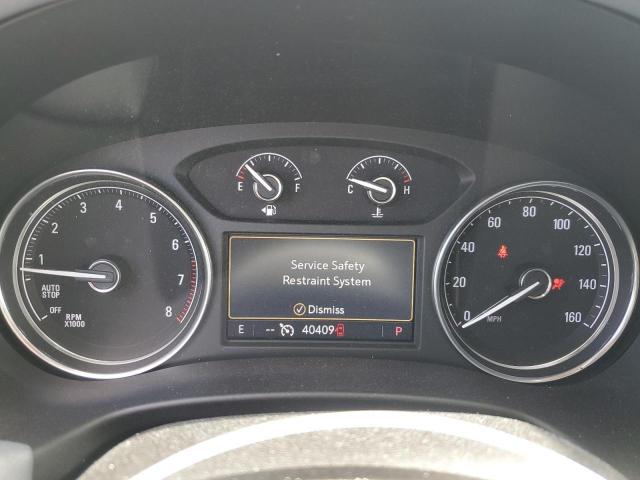 E F
C H
1 2 3 4 5 6 7 8
AUTO
STOP
OFF
RPM
X1000
Service Safety
Restraint System
Dismiss
E -- 40409 P
0 20 40 60 80 100 120 140 160
MPH